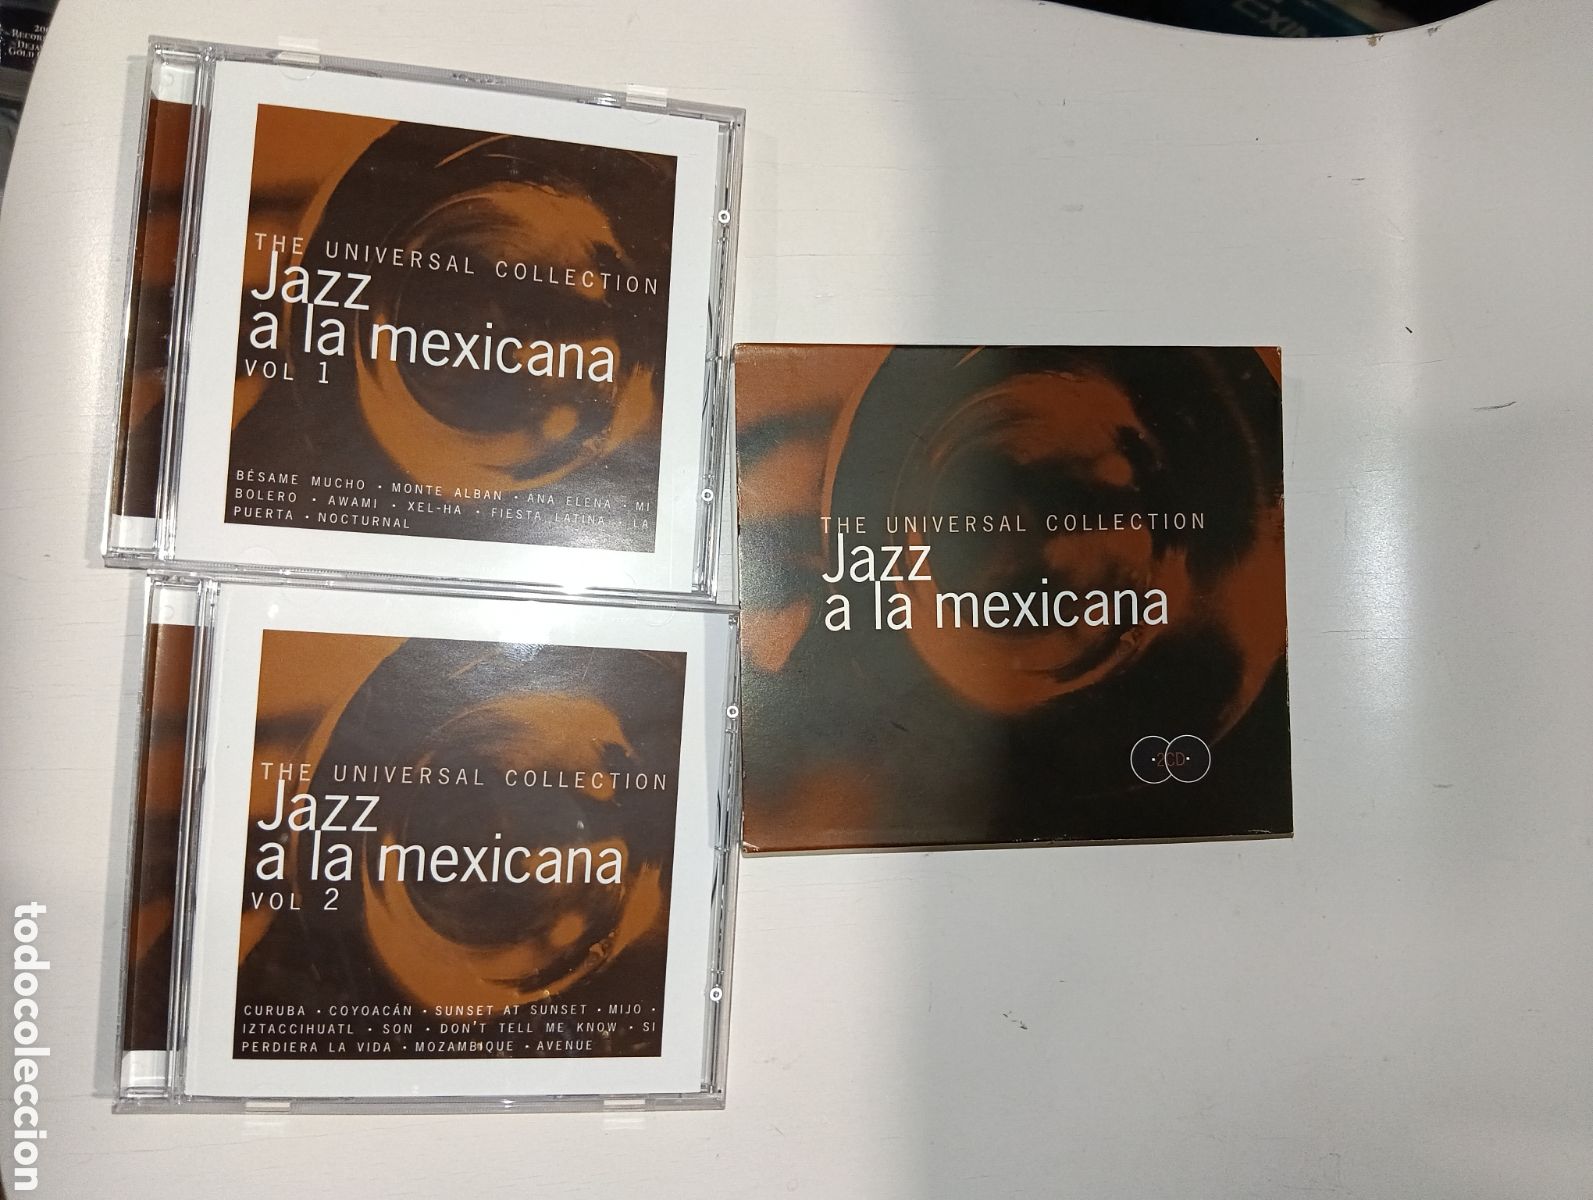 THE UNIVERSAL COLLECTION
Jazz
a la mexicana
VOL 1
BÉSAME MUCHO • MONTE ALBAN • ANA ELENA • MI
BOLERO • AWAMI • XEL-HA • FIESTA LATINA • LA
PUERTA • NOCTURNAL
THE UNIVERSAL COLLECTION
Jazz
a la mexicana
VOL 2
CURUBA • COYOACÁN • SUNSET AT SUNSET • MIJO •
IZTACCIHUATL • SON • DON'T TELL ME KNOW • SI
PERDIERA LA VIDA • MOZAMBIQUE • AVENUE
THE UNIVERSAL COLLECTION
Jazz
a la mexicana
•2CD•
todocoleccion